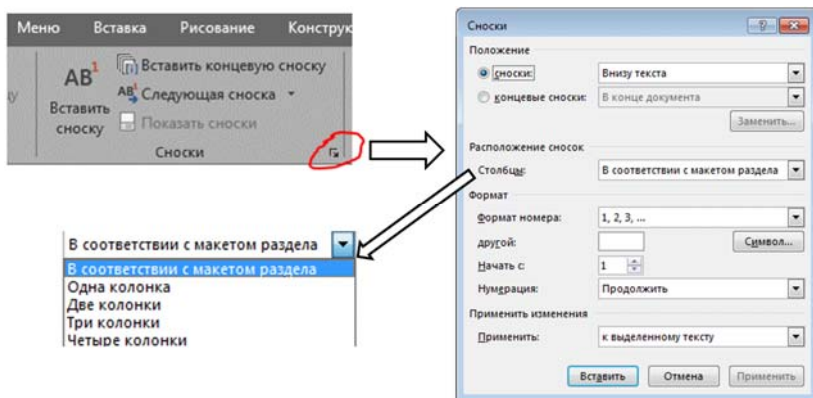 Меню Вставка Рисование Конструк
АВ¹ Вставить концевую сноску
АВ¹ Следующая сноска
Вставить сноску
Показать сноски
Сноски
В соответствии с макетом раздела
В соответствии с макетом раздела
Одна колонка
Две колонки
Три колонки
Четыре колонки
Сноски
Положение
сноски: Внизу текста
концевые сноски: В конце документа
Заменить...
Расположение сносок
Столбцы: В соответствии с макетом раздела
Формат
Формат номера: 1, 2, 3, ...
другой: Символ...
Начать с: 1
Нумерация: Продолжить
Применить изменения
Применить: к выделенному тексту
Вставить Отмена Применить